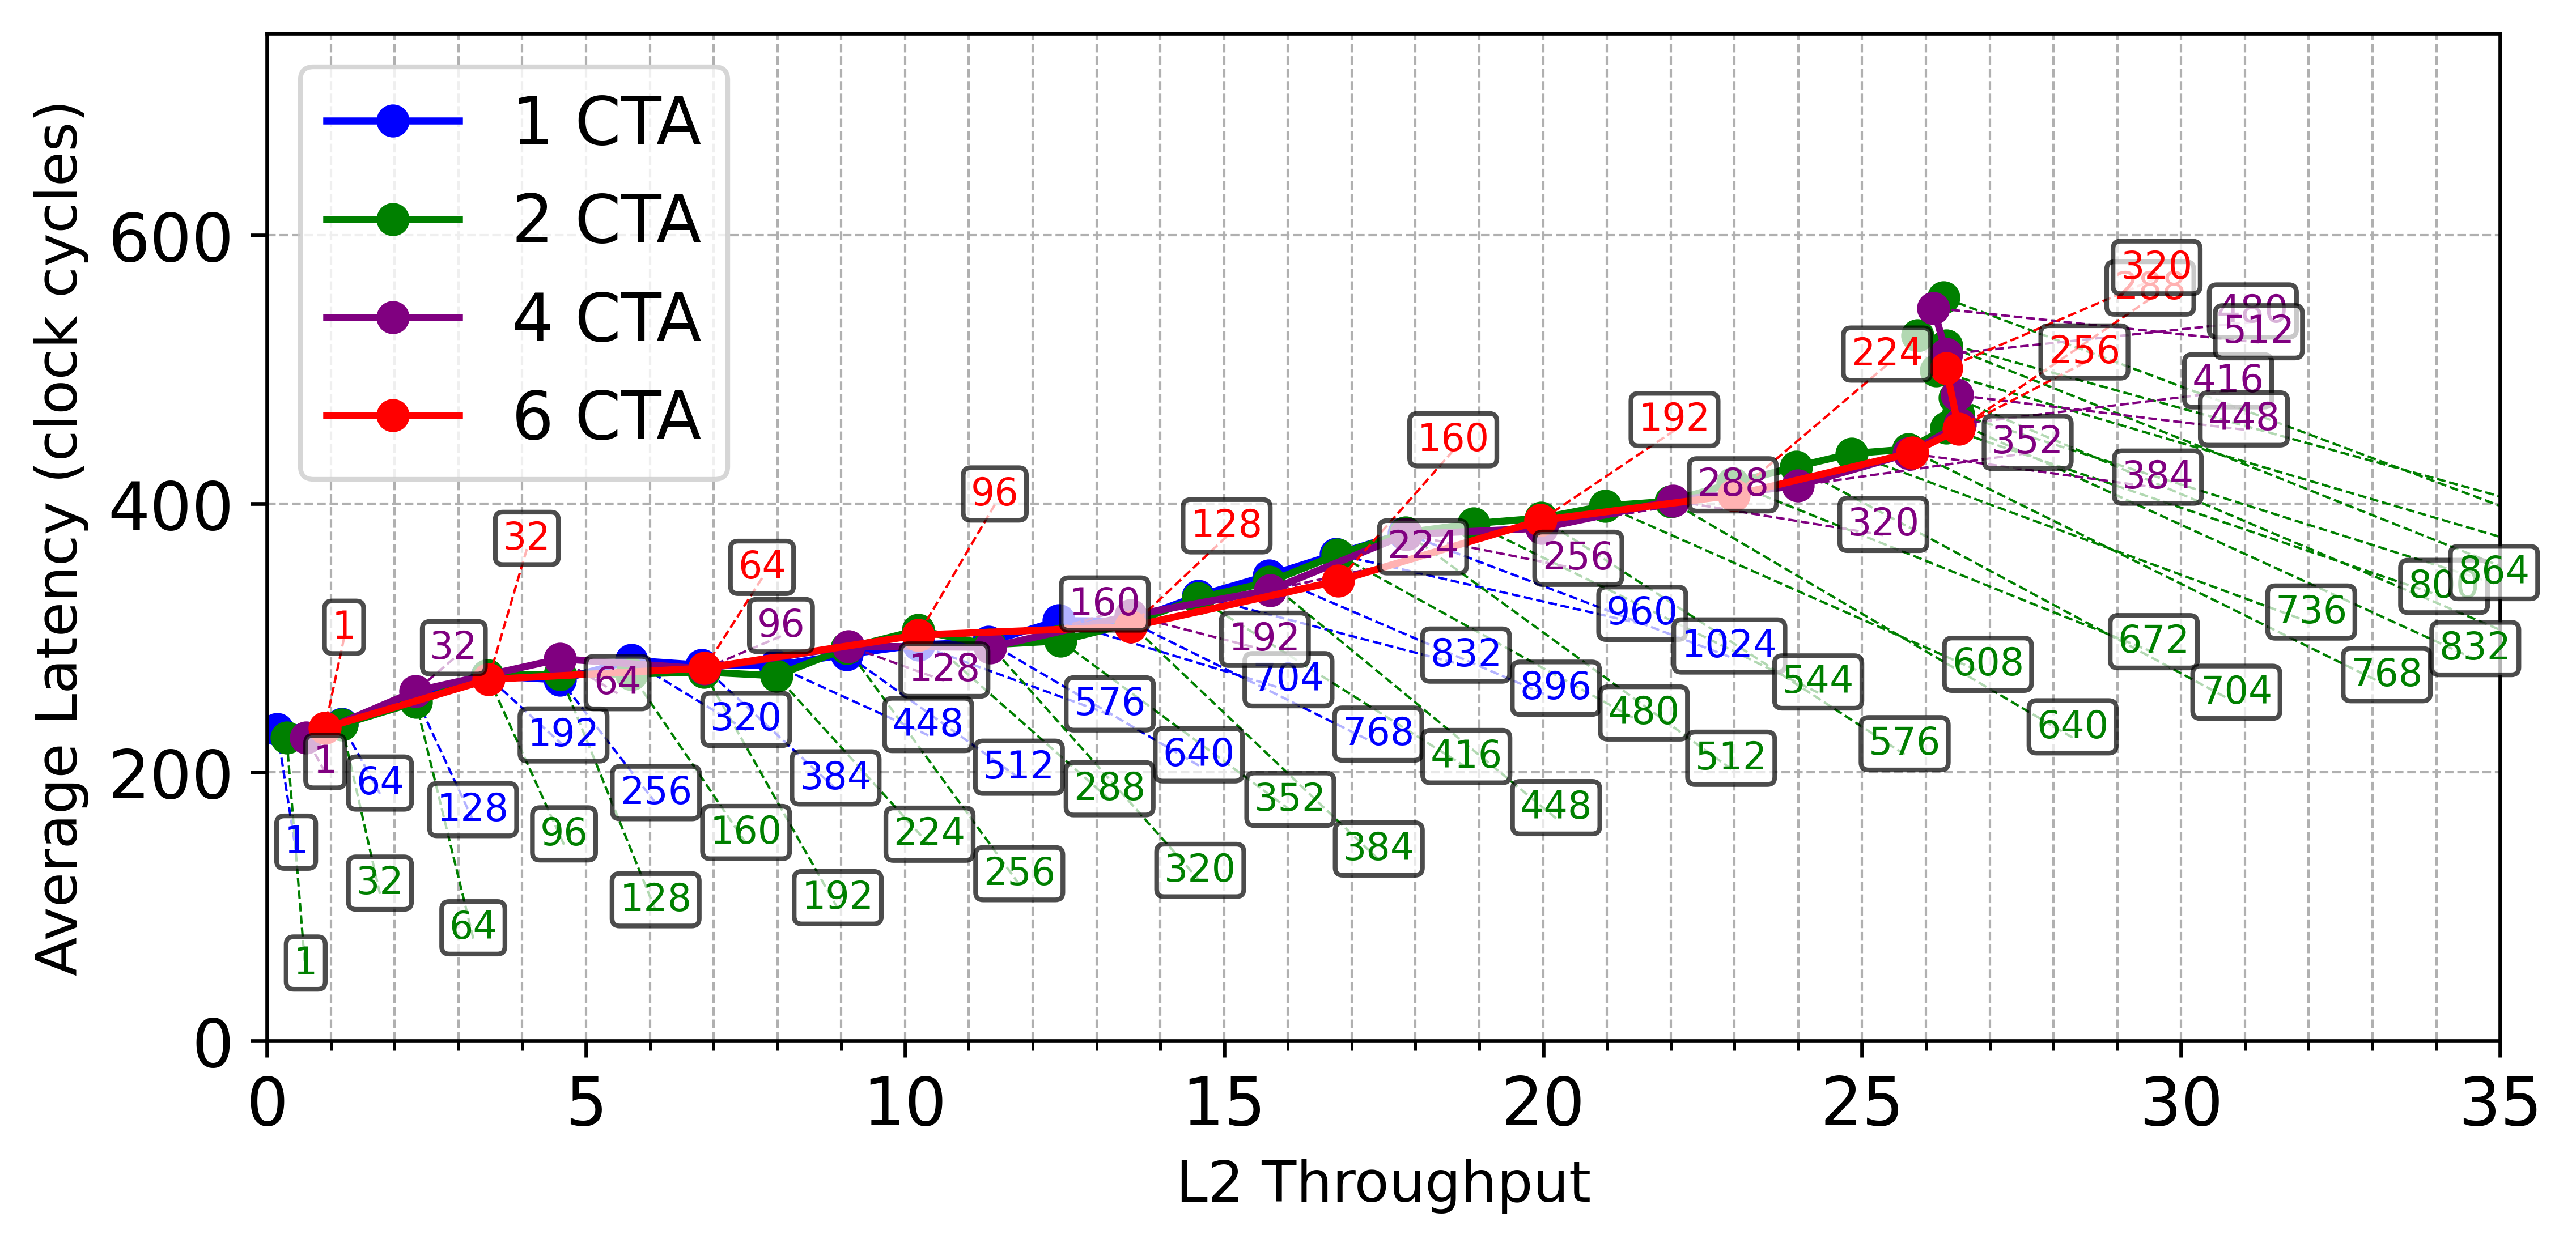 1 CTA
2 CTA
4 CTA
6 CTA
Average Latency (clock cycles)
600
400
200
0
0 5 10 15 20 25 30 35
L2 Throughput
1 32 64 96 128 160 192 224 256 288 320
1 32 64 96 128 160 192 224 256 288 320 352 384 416 448 480 512
1 64 128 192 256 320 384 448 512 576 640 704 768 832 896 960 1024
1 32 64 96 128 160 192 224 256 288 320 352 384 416 448 480 512 544 576 608 640 672 704 736 768 832 864